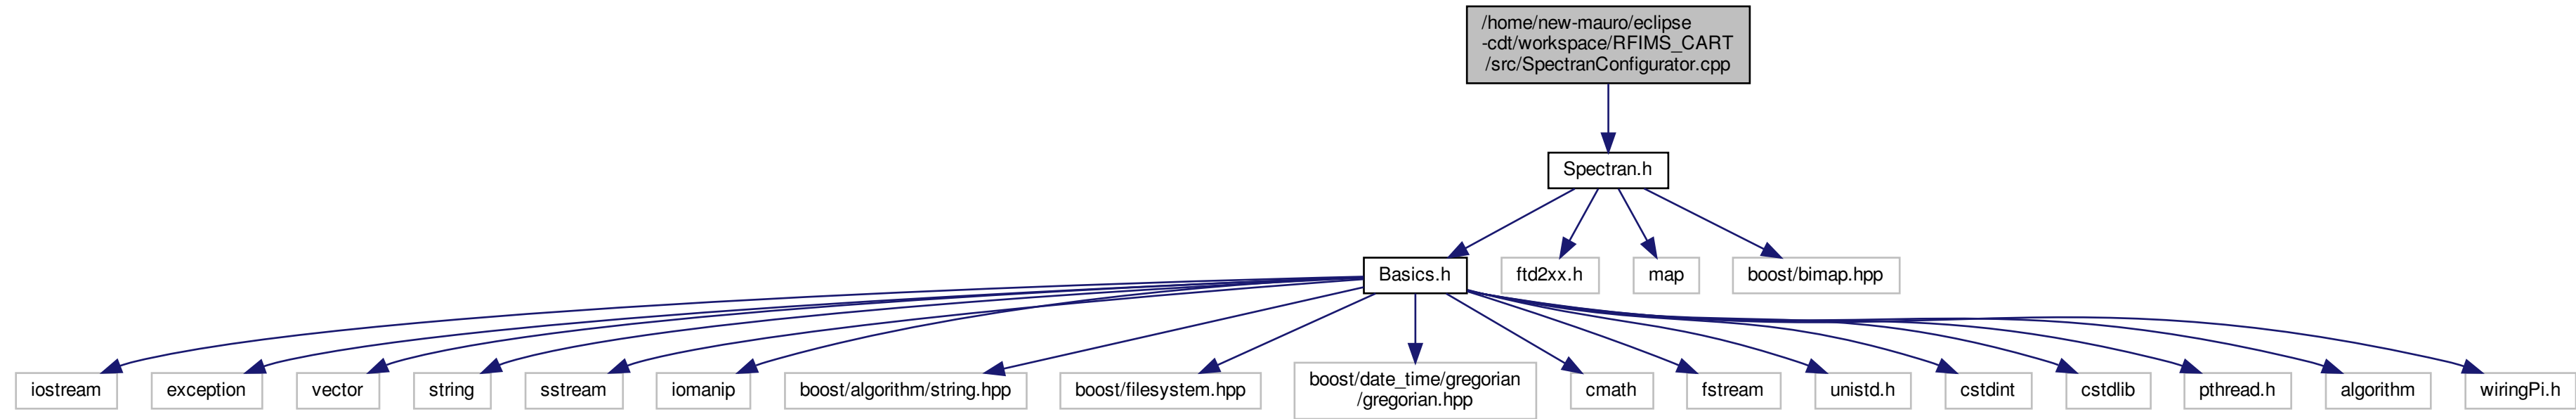 /home/new-mauro/eclipse
-cdt/workspace/RFIMS_CART
/src/SpectranConfigurator.cpp
Spectran.h
Basics.h
ftd2xx.h
map
boost/bimap.hpp
iostream
exception
vector
string
sstream
iomanip
boost/algorithm/string.hpp
boost/filesystem.hpp
boost/date_time/gregorian
/gregorian.hpp
cmath
fstream
unistd.h
cstdint
cstdlib
pthread.h
algorithm
wiringPi.h